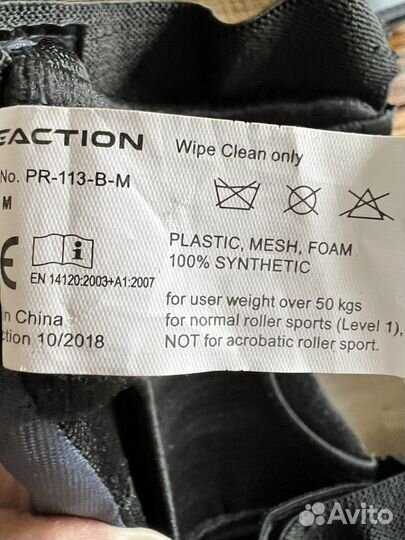 EACTION
Wipe Clean only
No. PR-113-B-M
M
PLASTIC, MESH, FOAM
100% SYNTHETIC
CE
EN 14120:2003+A1:2007
for user weight over 50 kgs
in China
for normal roller sports (Level 1),
ction 10/2018
NOT for acrobatic roller sport.
Avito